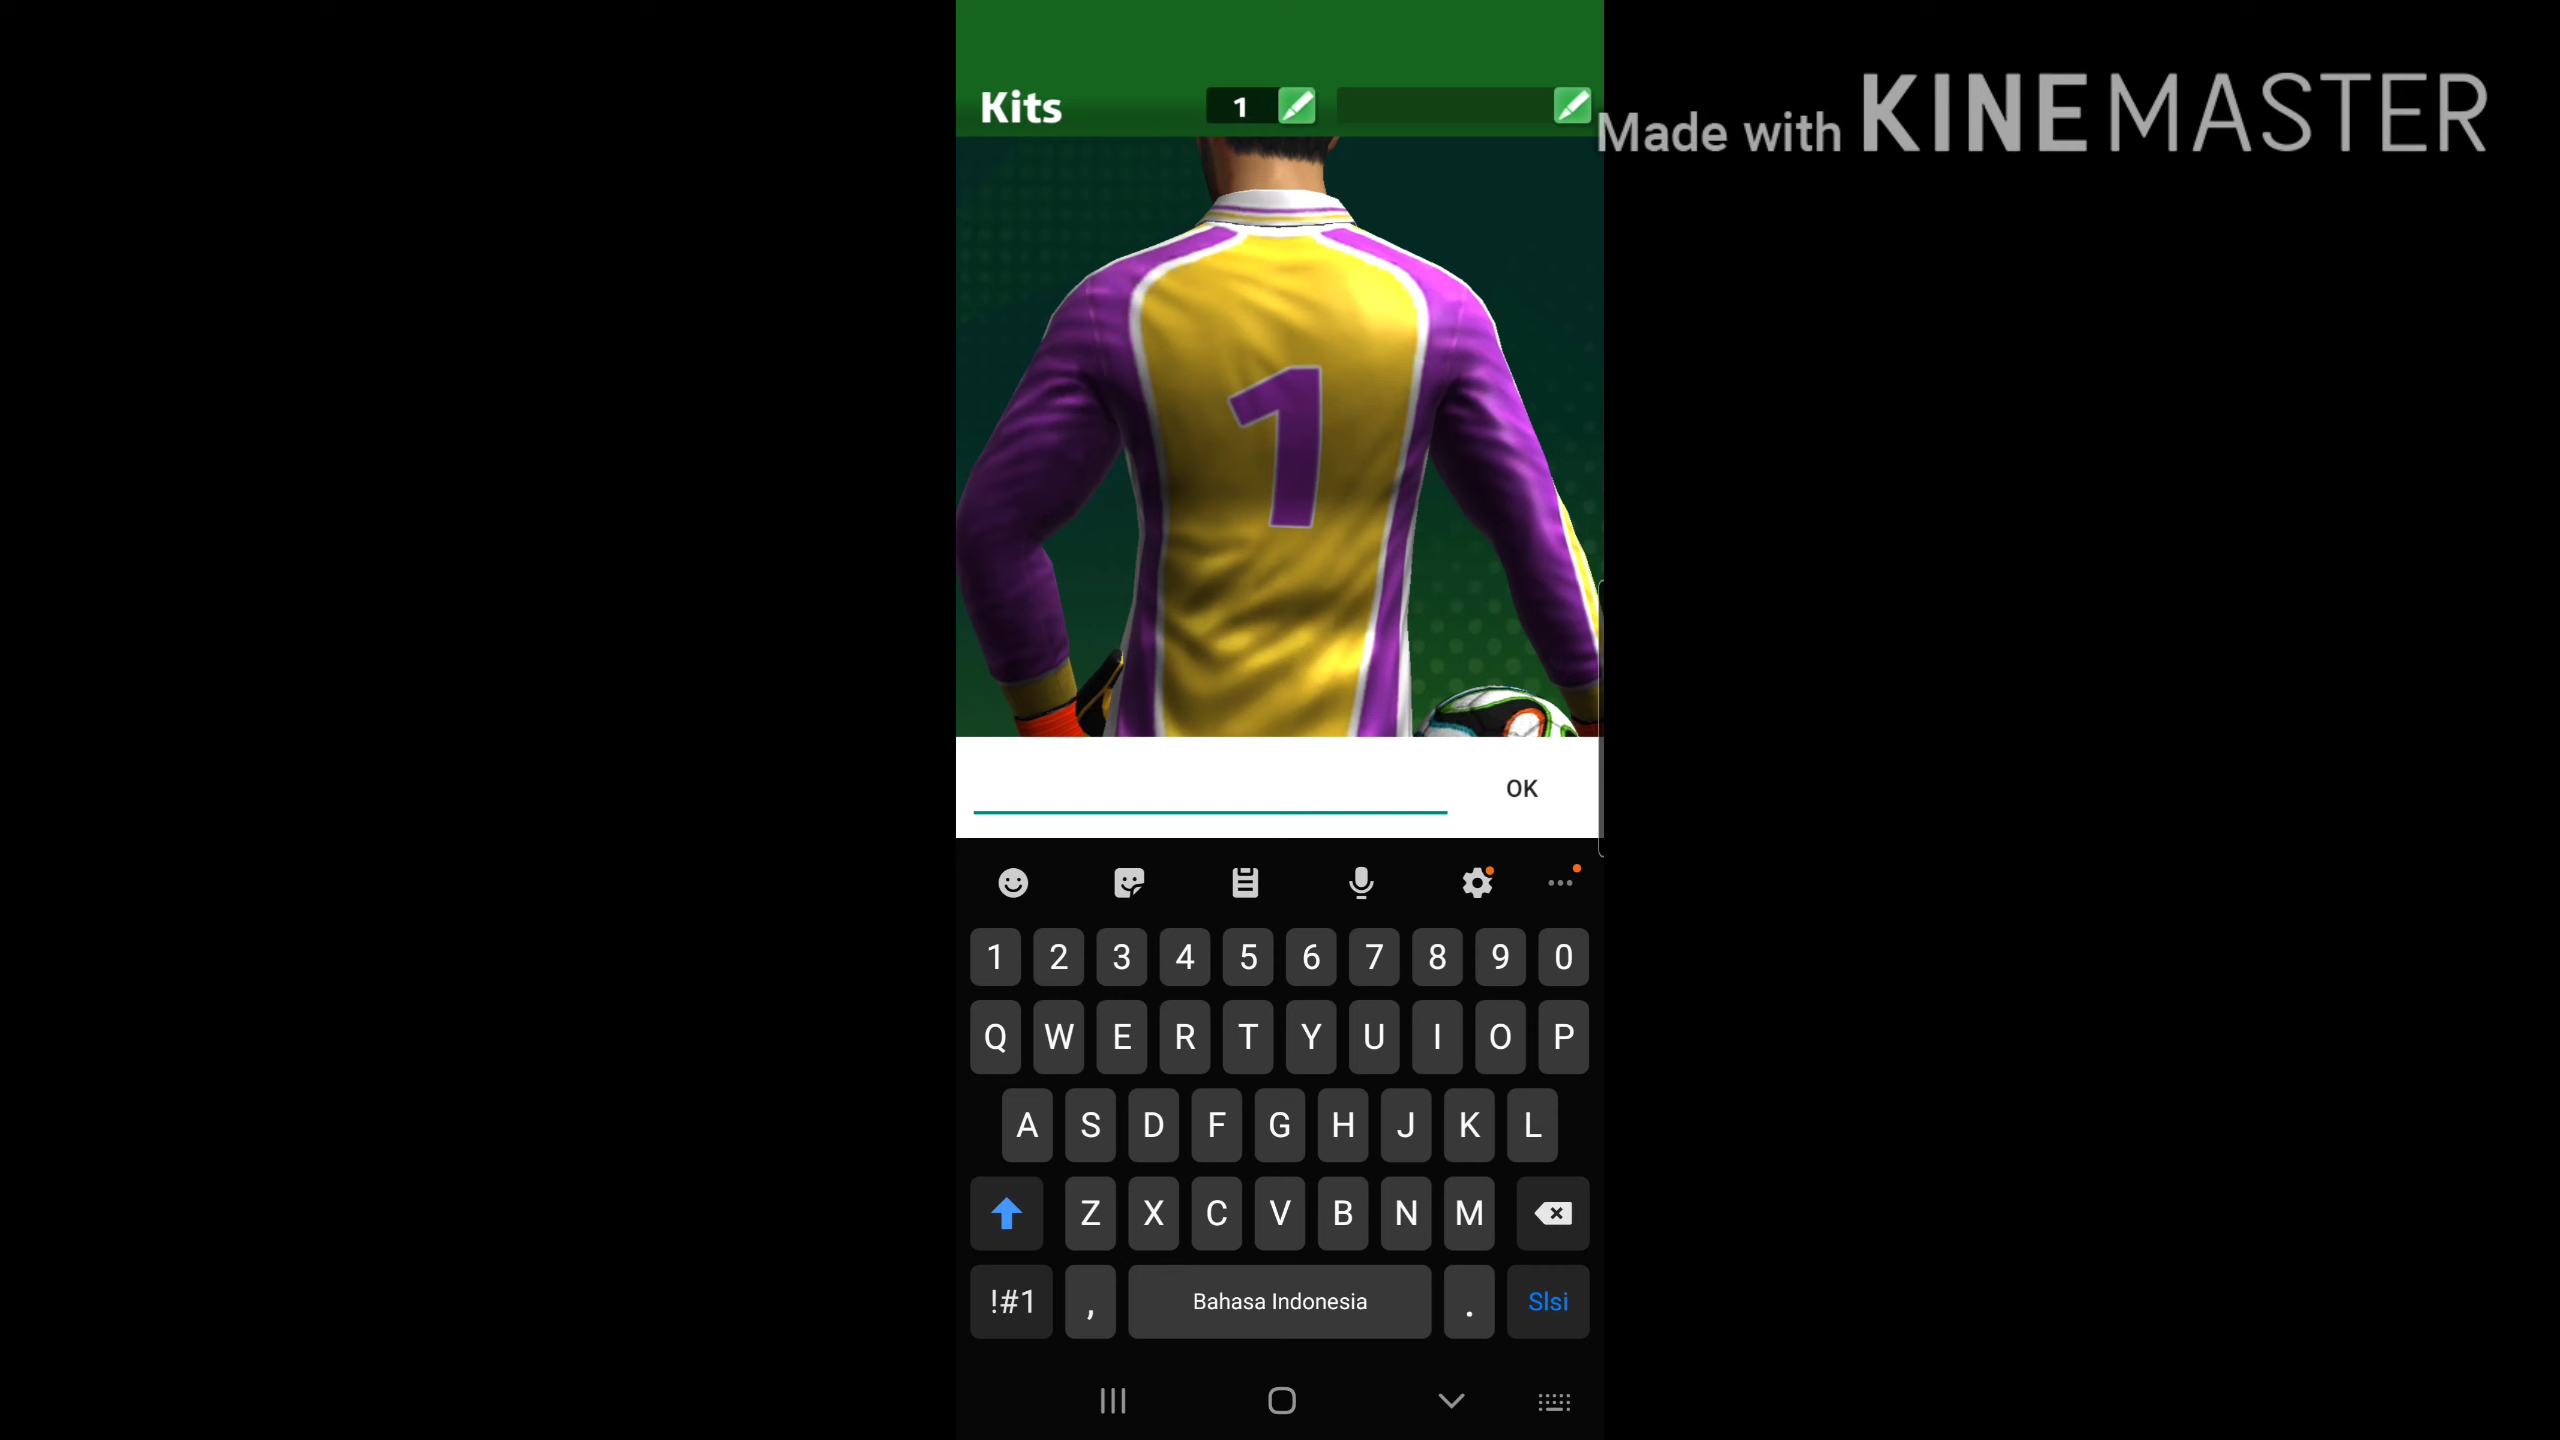 Kits
1
Made with KINEMASTER
1
OK
1 2 3 4 5 6 7 8 9 0
Q W E R T Y U I O P
A S D F G H J K L
Z X C V B N M
!#1 , Bahasa Indonesia . Slsi